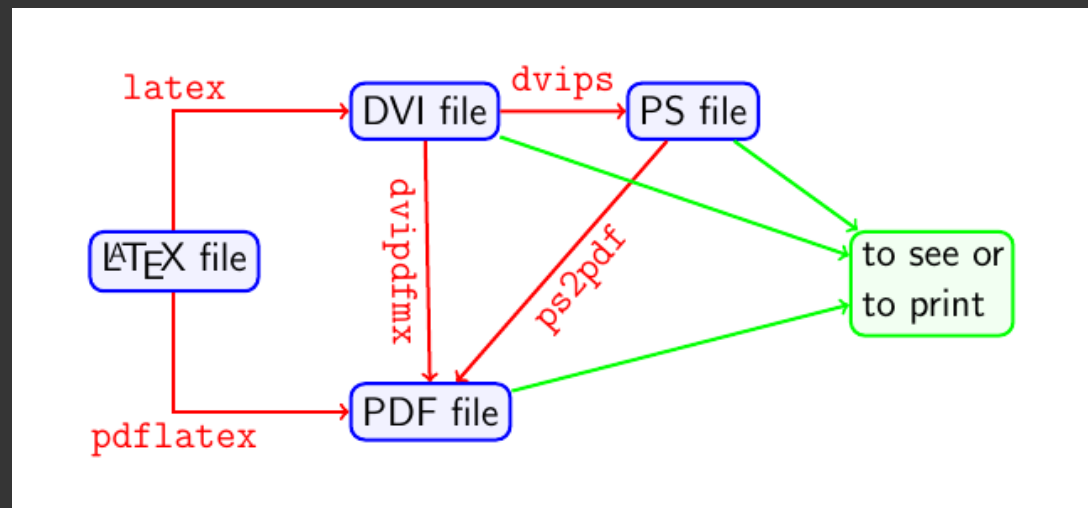 latex
dvips
DVI file
PS file
dvipdfmx
ps2pdf
LATEX file
to see or
to print
PDF file
pdflatex